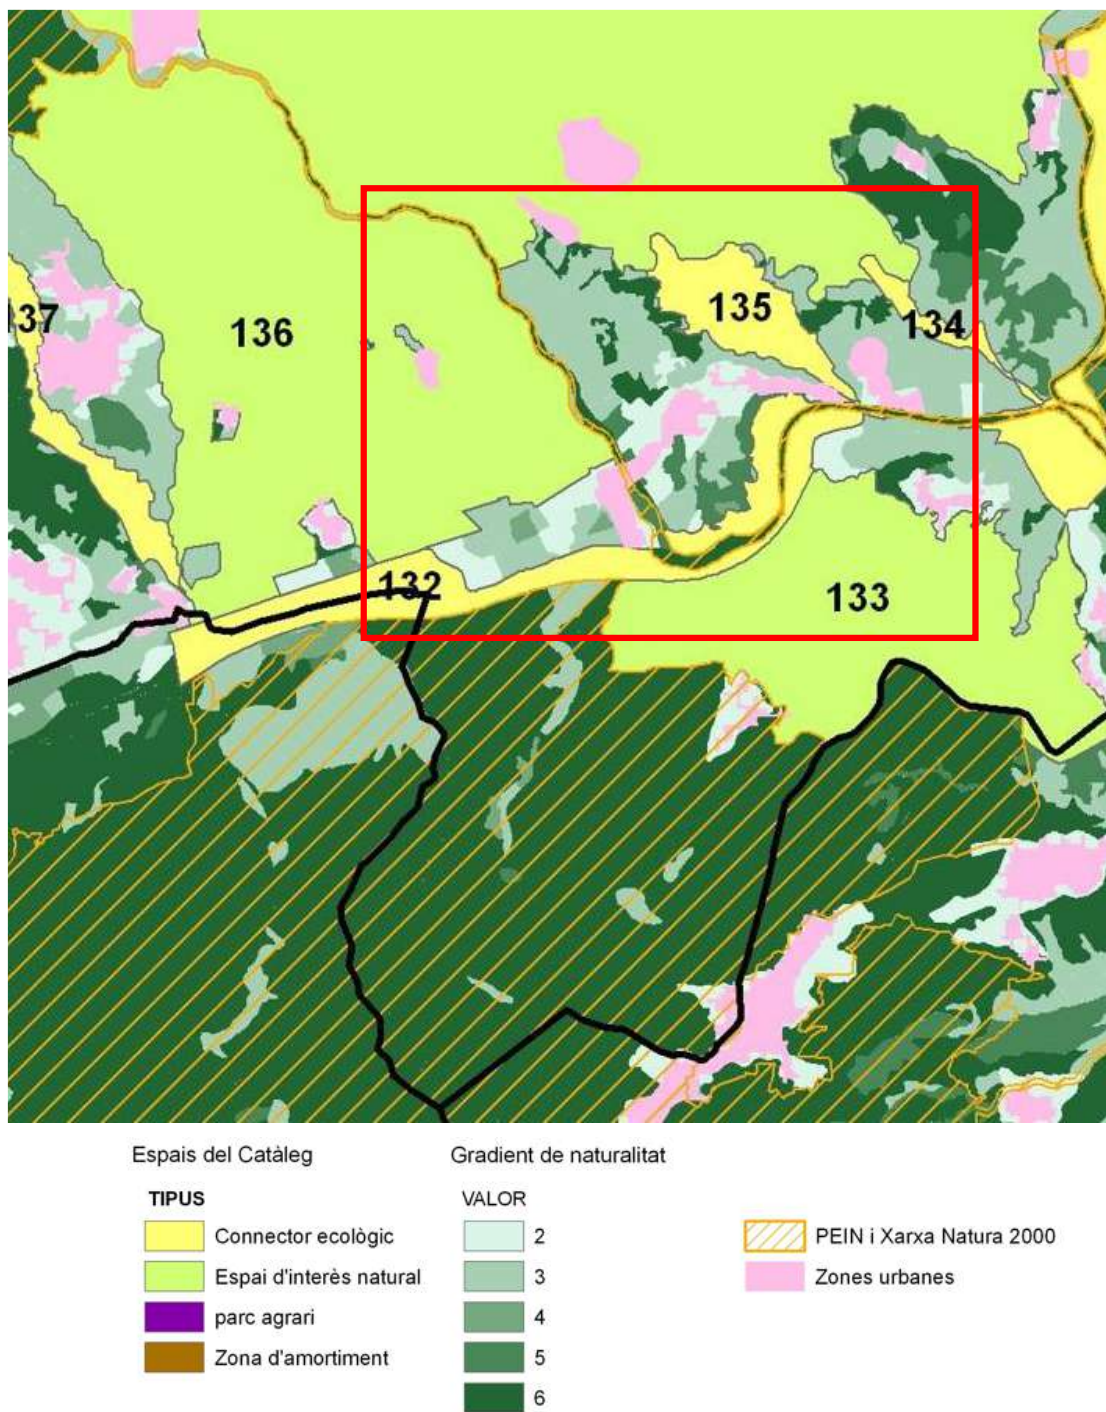 135
134
137
136
132
133
Espais del Catàleg
Gradient de naturalitat
TIPUS
VALOR
Connector ecològic
2
PEIN i Xarxa Natura 2000
Espai d'interès natural
3
Zones urbanes
parc agrari
4
Zona d'amortiment
5
6